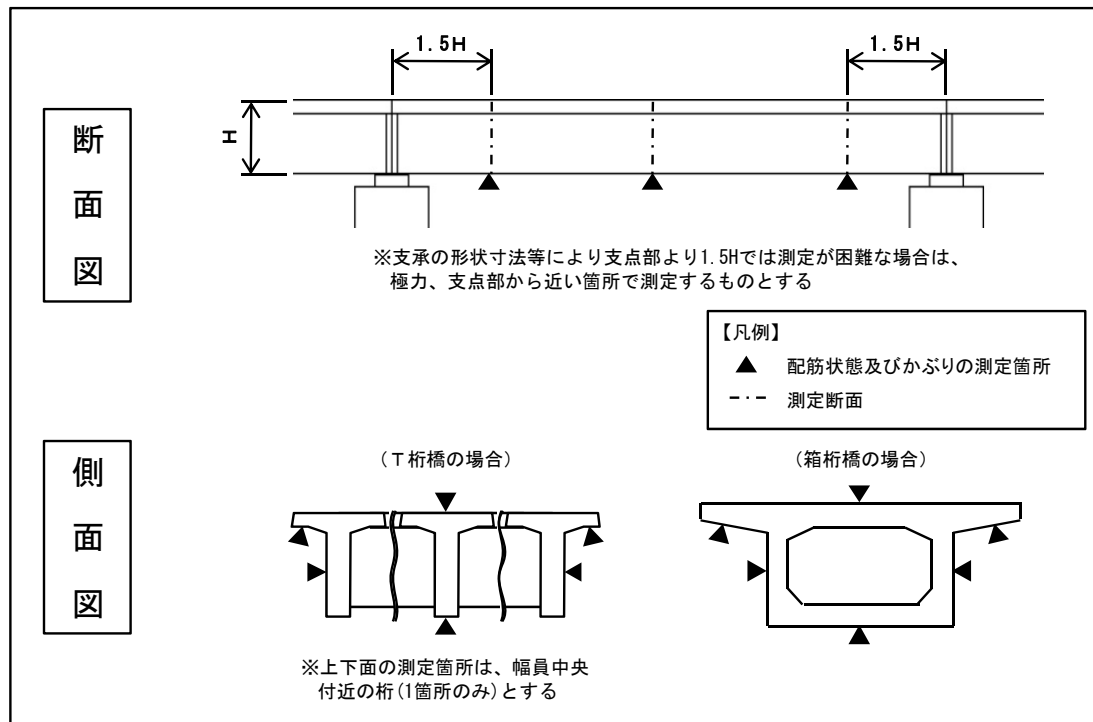 1.5H
1.5H
H
断面図
※支承の形状寸法等により支点部より1.5Hでは測定が困難な場合は、
極力、支点部から近い箇所で測定するものとする
【凡例】
▲ 配筋状態及びかぶりの測定箇所
測定断面
側面図
(T桁橋の場合)
(箱桁橋の場合)
※上下面の測定箇所は、幅員中央
付近の桁(1箇所のみ)とする